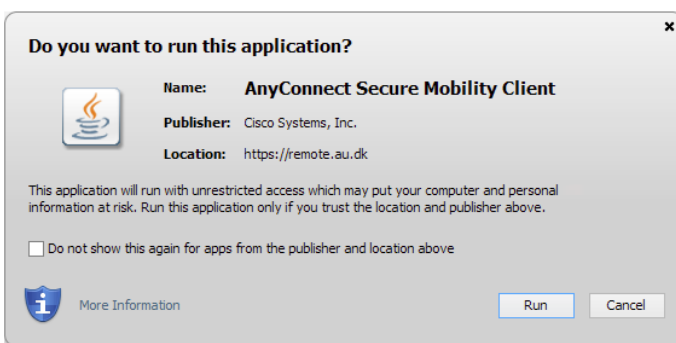 Do you want to run this application?
Name: AnyConnect Secure Mobility Client
Publisher: Cisco Systems, Inc.
Location: https://remote.au.dk
This application will run with unrestricted access which may put your computer and personal
information at risk. Run this application only if you trust the location and publisher above.
Do not show this again for apps from the publisher and location above
More Information
Run Cancel